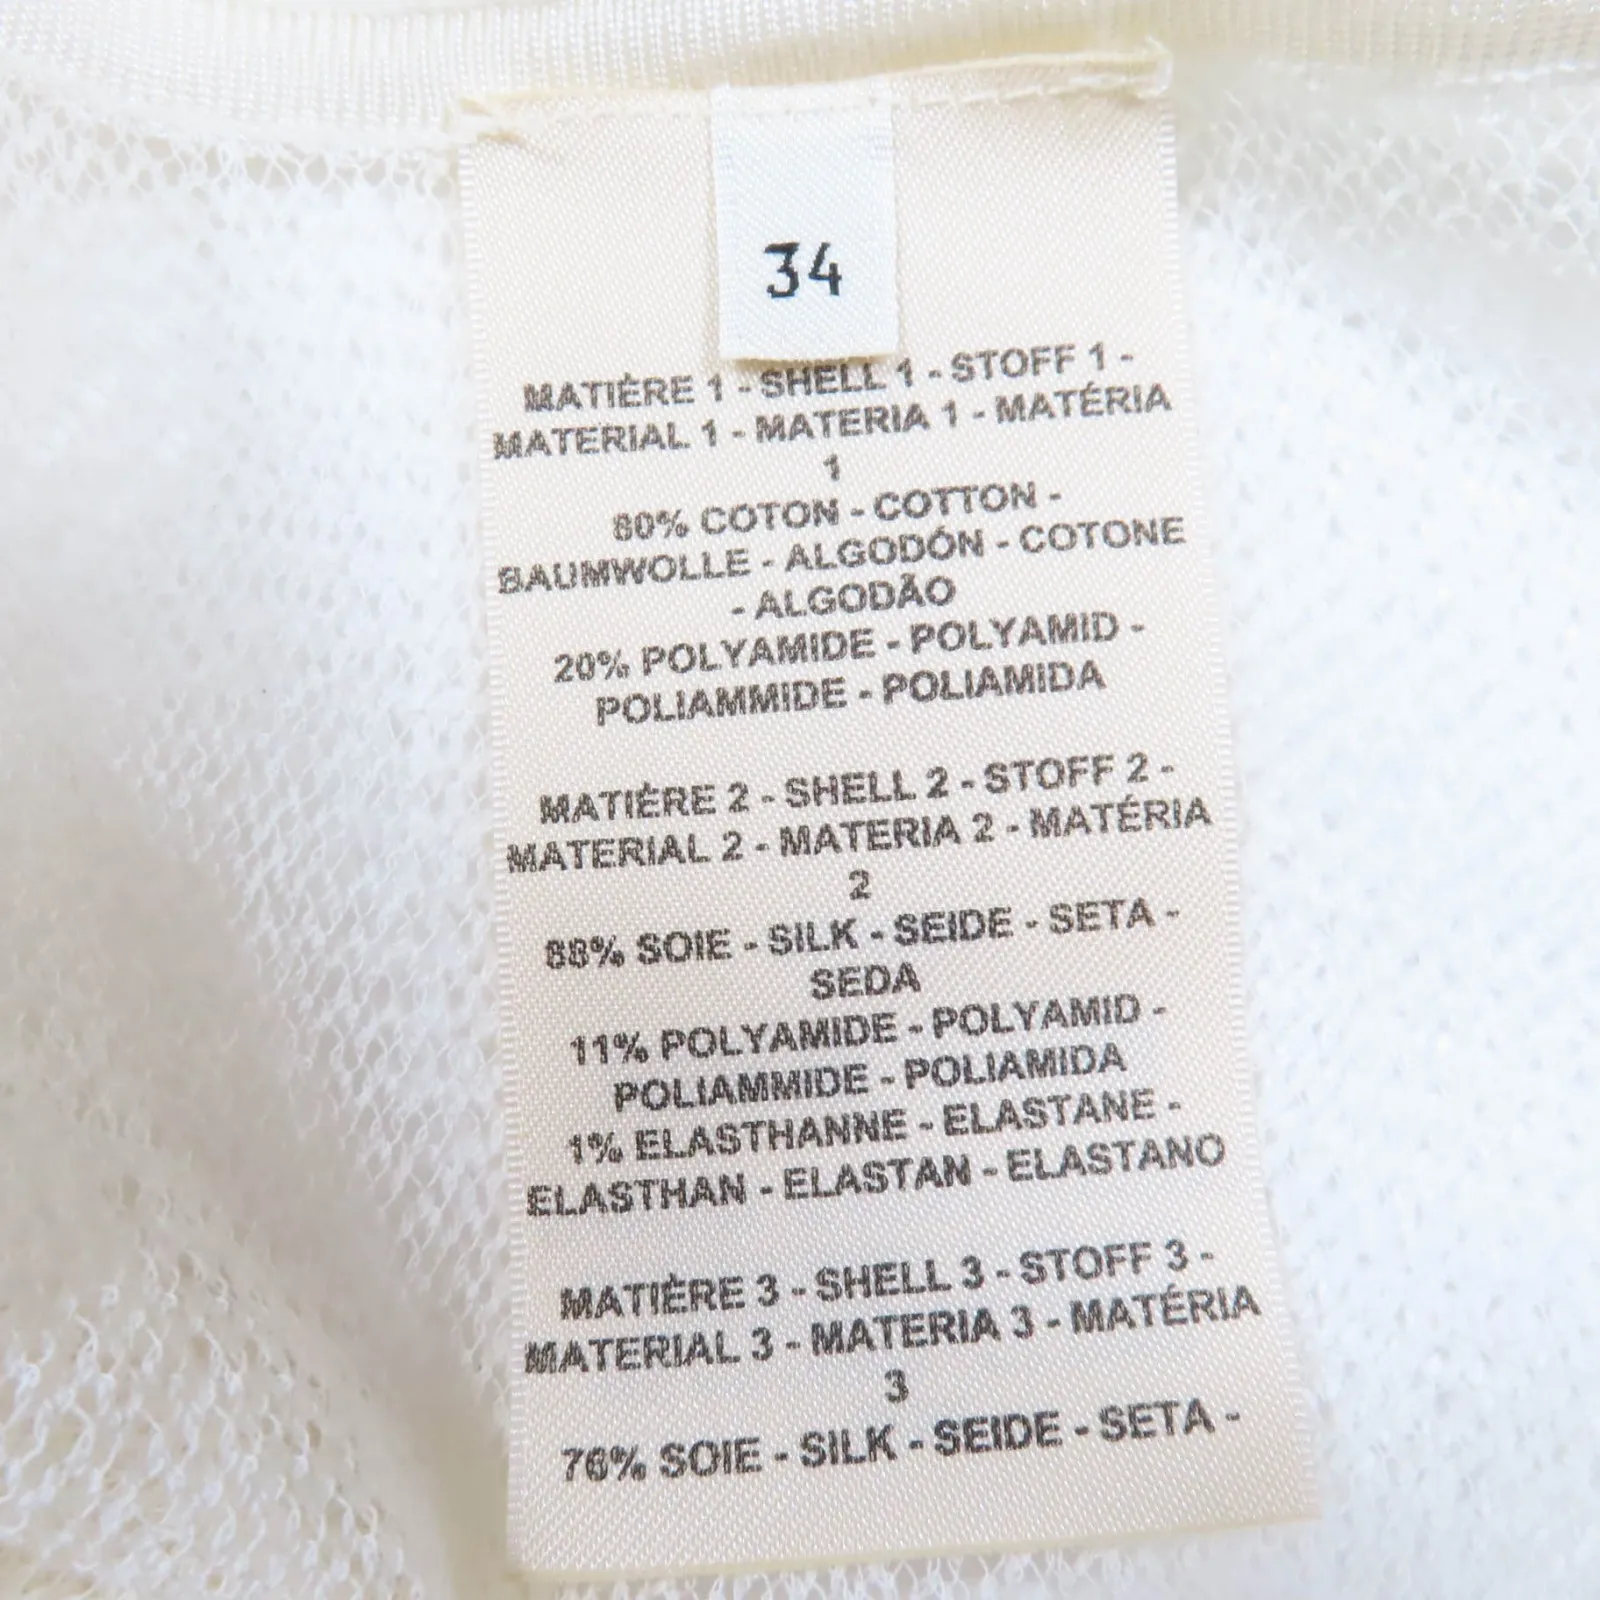 34
MATIÈRE 1 - SHELL 1 - STOFF 1 -
MATERIAL 1 - MATERIA 1 - MATÉRIA
1
80% COTON - COTTON -
BAUMWOLLE - ALGODÓN - COTONE
- ALGODÃO
20% POLYAMIDE - POLYAMID -
POLIAMMIDE - POLIAMIDA
MATIÈRE 2 - SHELL 2 - STOFF 2 -
MATERIAL 2 - MATERIA 2 - MATÉRIA
2
88% SOIE - SILK - SEIDE - SETA -
SEDA
11% POLYAMIDE - POLYAMID -
POLIAMMIDE - POLIAMIDA
1% ELASTHANNE - ELASTANE -
ELASTHAN - ELASTAN - ELASTANO
MATIÈRE 3 - SHELL 3 - STOFF 3 -
MATERIAL 3 - MATERIA 3 - MATÉRIA
3
76% SOIE - SILK - SEIDE - SETA -